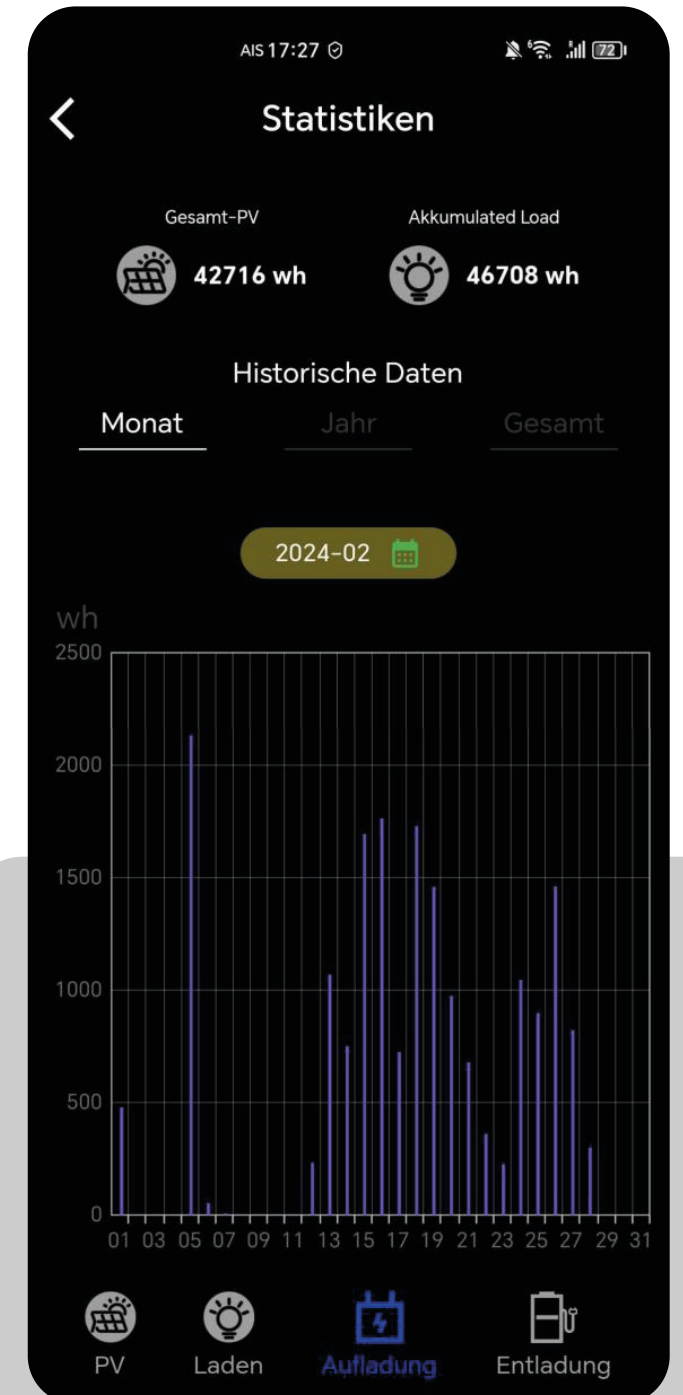 AIS 17:27 72
Statistiken
Gesamt-PV Akkumulated Load
42716 wh 46708 wh
Historische Daten
Monat Jahr Gesamt
2024-02
wh
2500
2000
1500
1000
500
0
01 03 05 07 09 11 13 15 17 19 21 23 25 27 29 31
PV Laden Aufladung Entladung